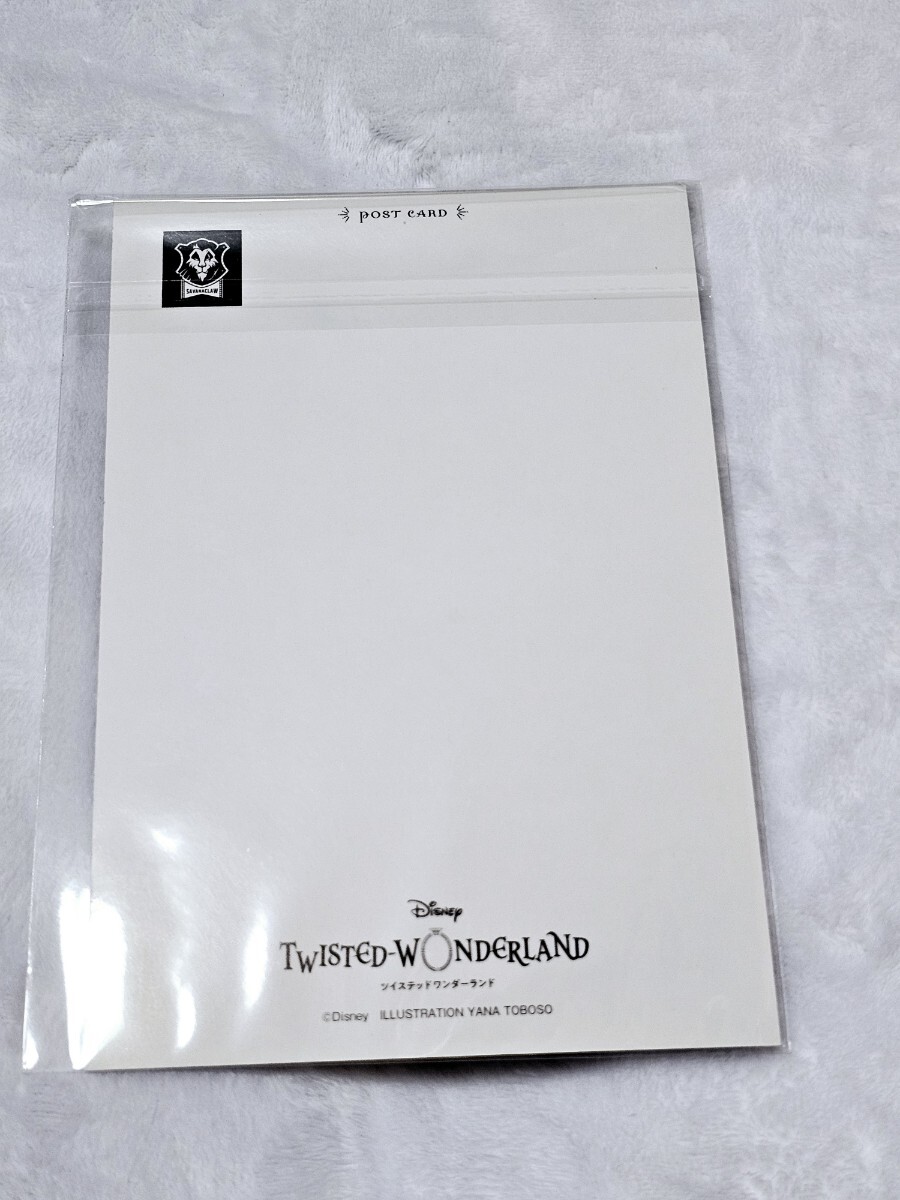 POST CARD
SAVANACLAW
Disney
TWISTED-WONDERLAND
ツイステッドワンダーランド
©Disney ILLUSTRATION YANA TOBOSO